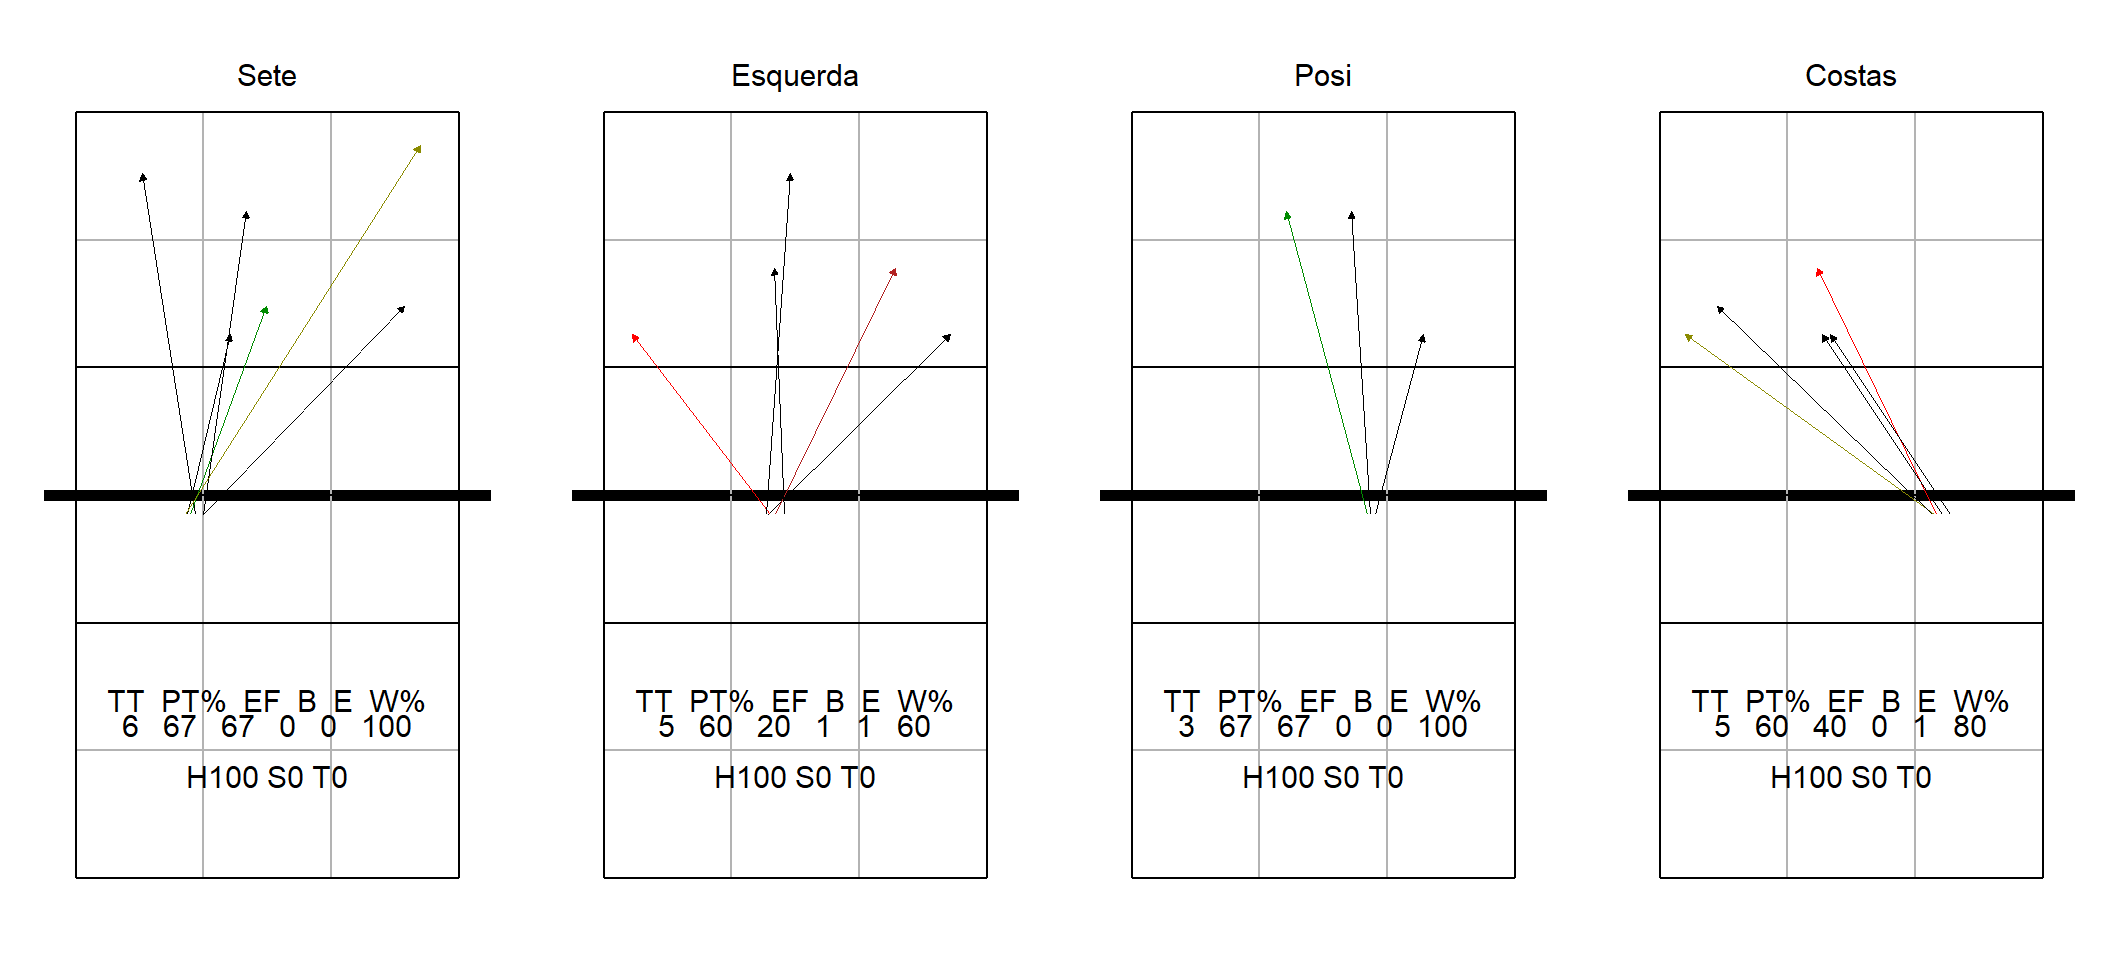 Sete
TT PT% EF B E W%
6 67 67 0 0 100
H100 S0 T0
Esquerda
TT PT% EF B E W%
5 60 20 1 1 60
H100 S0 T0
Posi
TT PT% EF B E W%
3 67 67 0 0 100
H100 S0 T0
Costas
TT PT% EF B E W%
5 60 40 0 1 80
H100 S0 T0